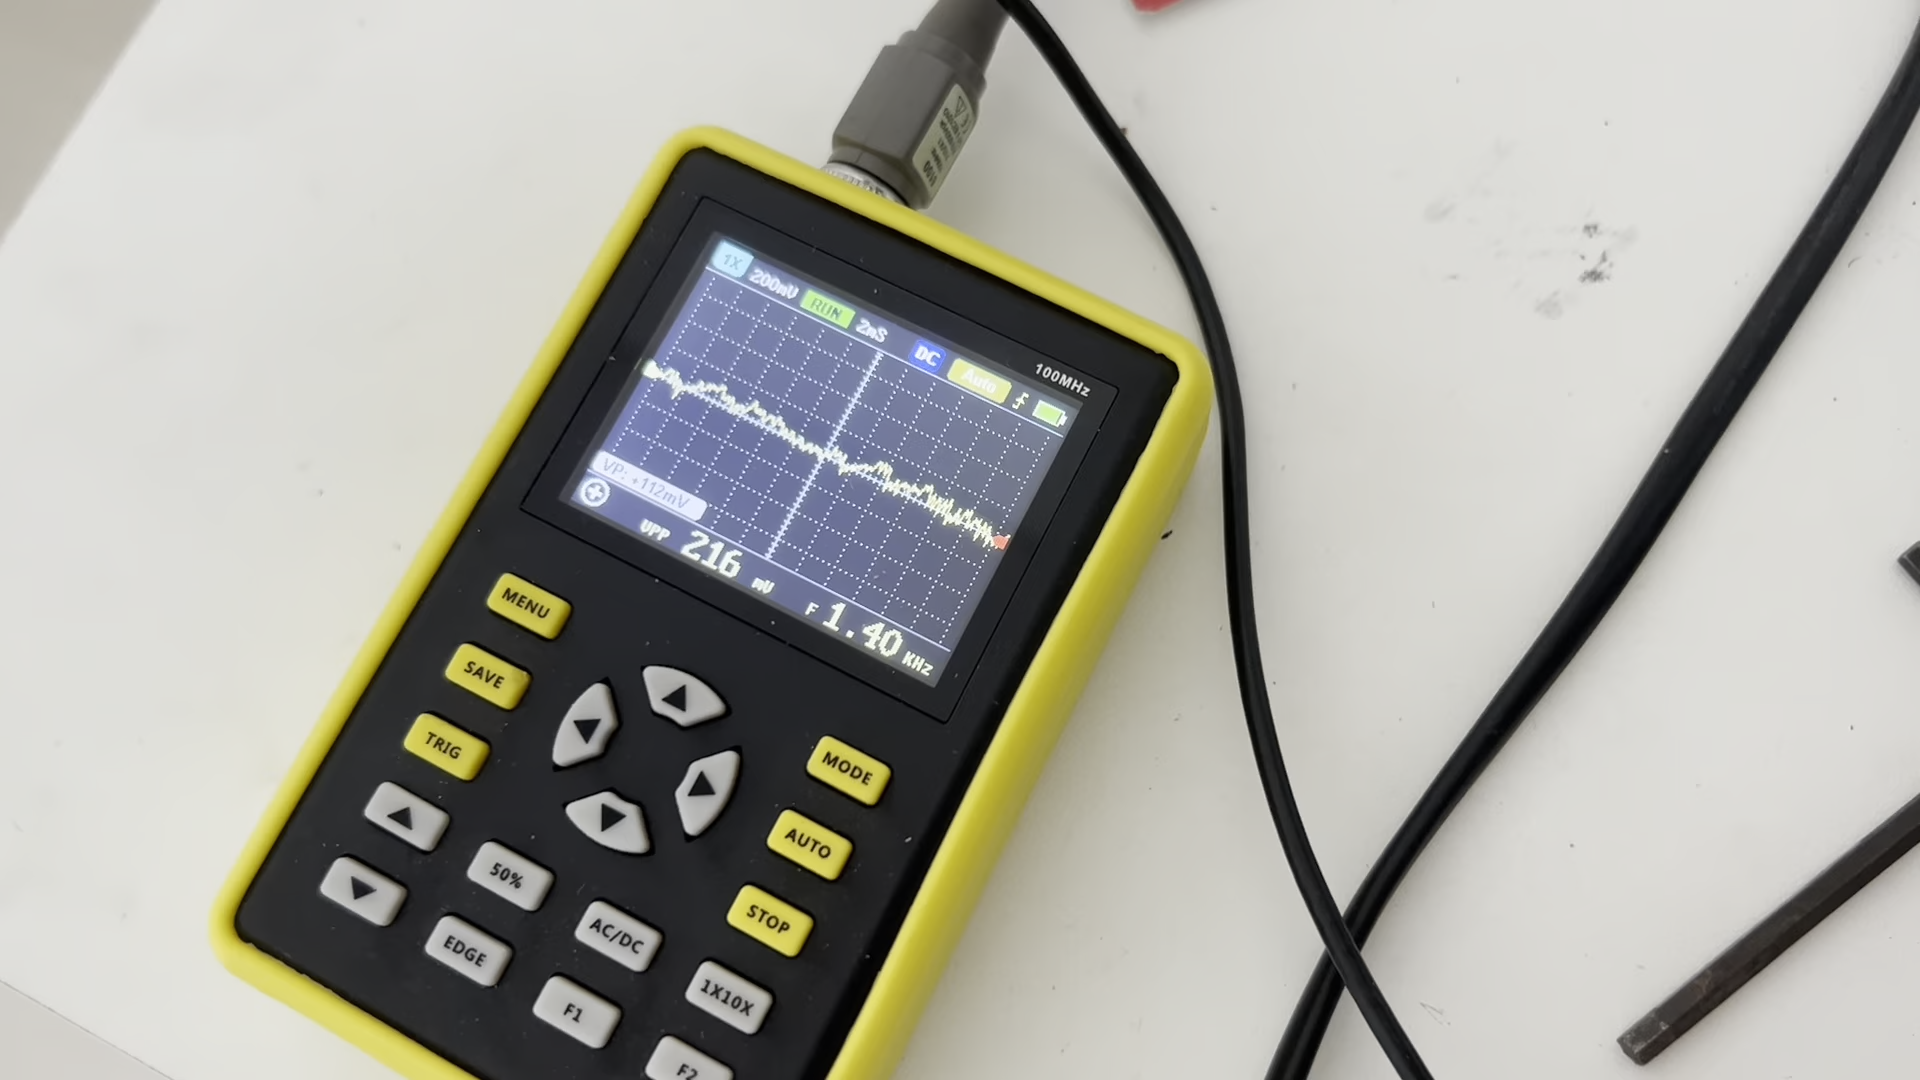 1X 200mV RUN 2mS DC Auto
100MHz
VP: +112mV
VPP 216 mV F 1.40 KHz
MENU
SAVE
TRIG
MODE
AUTO
STOP
50%
EDGE
AC/DC
F1
1X10X
F2